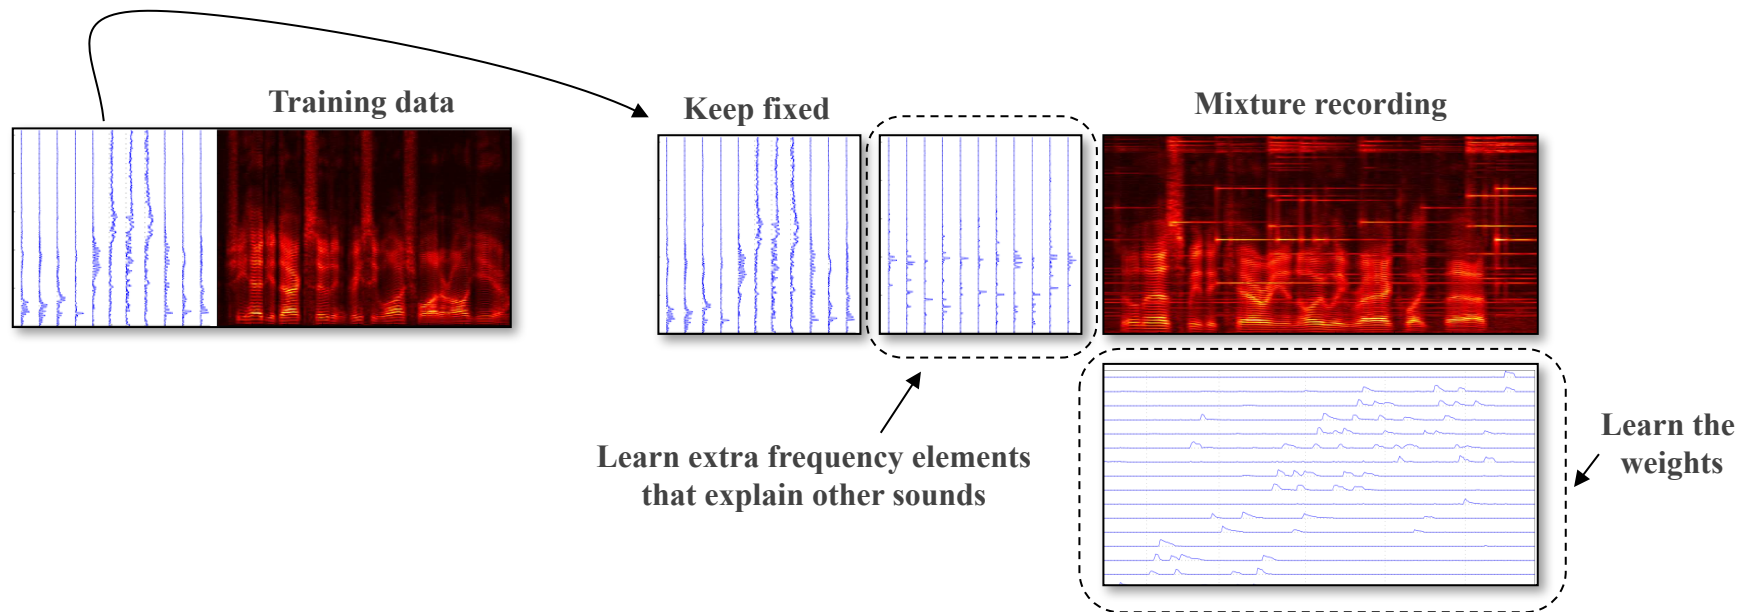 Training data
Keep fixed
Mixture recording
Learn extra frequency elements
that explain other sounds
Learn the
weights